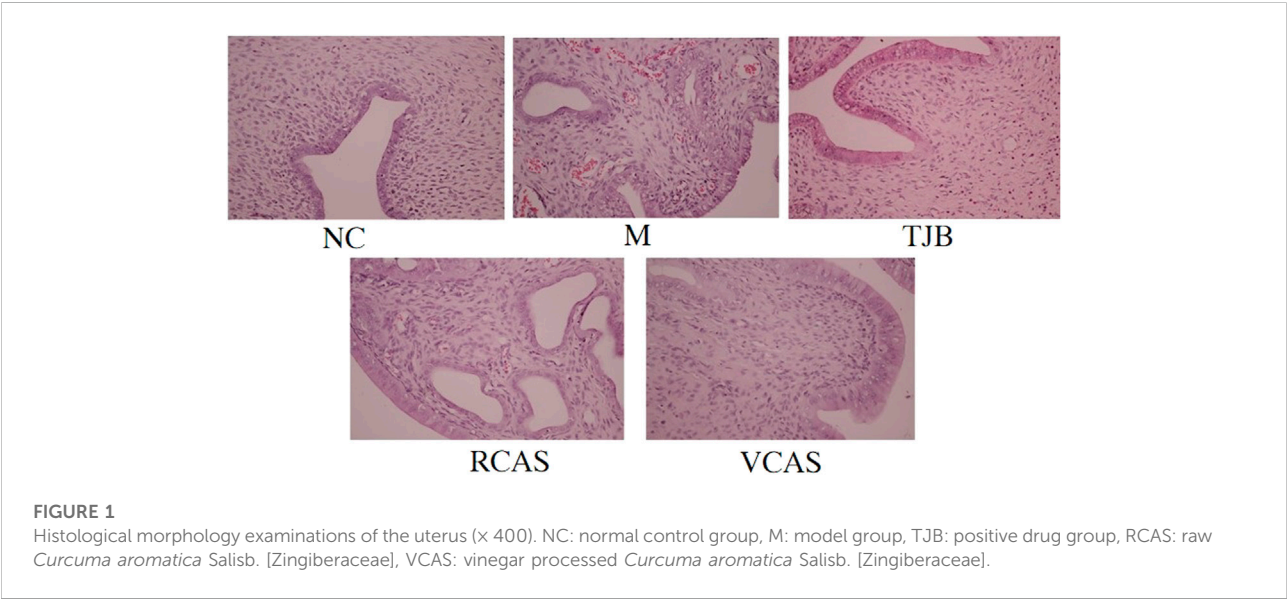 NC
M
TJB
RCAS
VCAS
FIGURE 1
Histological morphology examinations of the uterus (× 400). NC: normal control group, M: model group, TJB: positive drug group, RCAS: raw
Curcuma aromatica Salisb. [Zingiberaceae], VCAS: vinegar processed Curcuma aromatica Salisb. [Zingiberaceae].